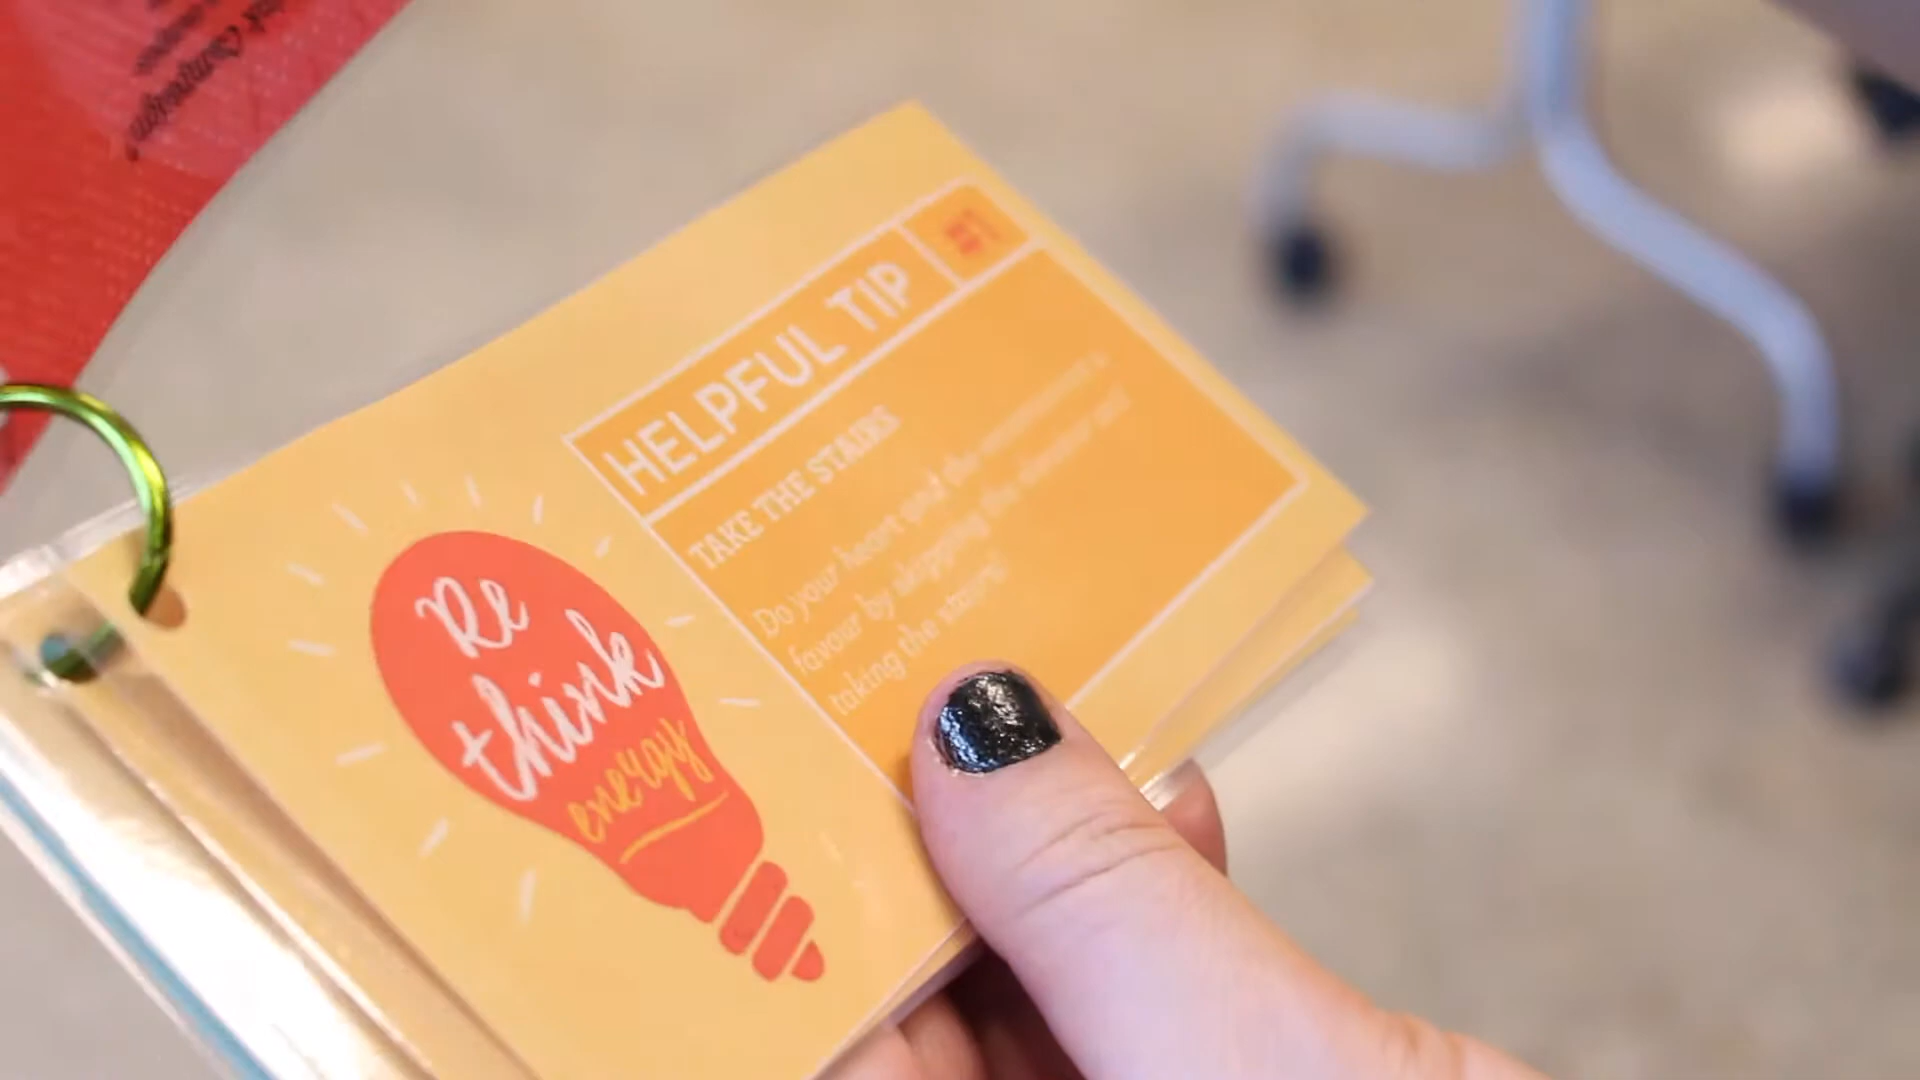 HELPFUL TIP
#1
TAKE THE STAIRS
Do your heart and the environment a
favour by skipping the elevator and
taking the stairs!
Re
think
energy